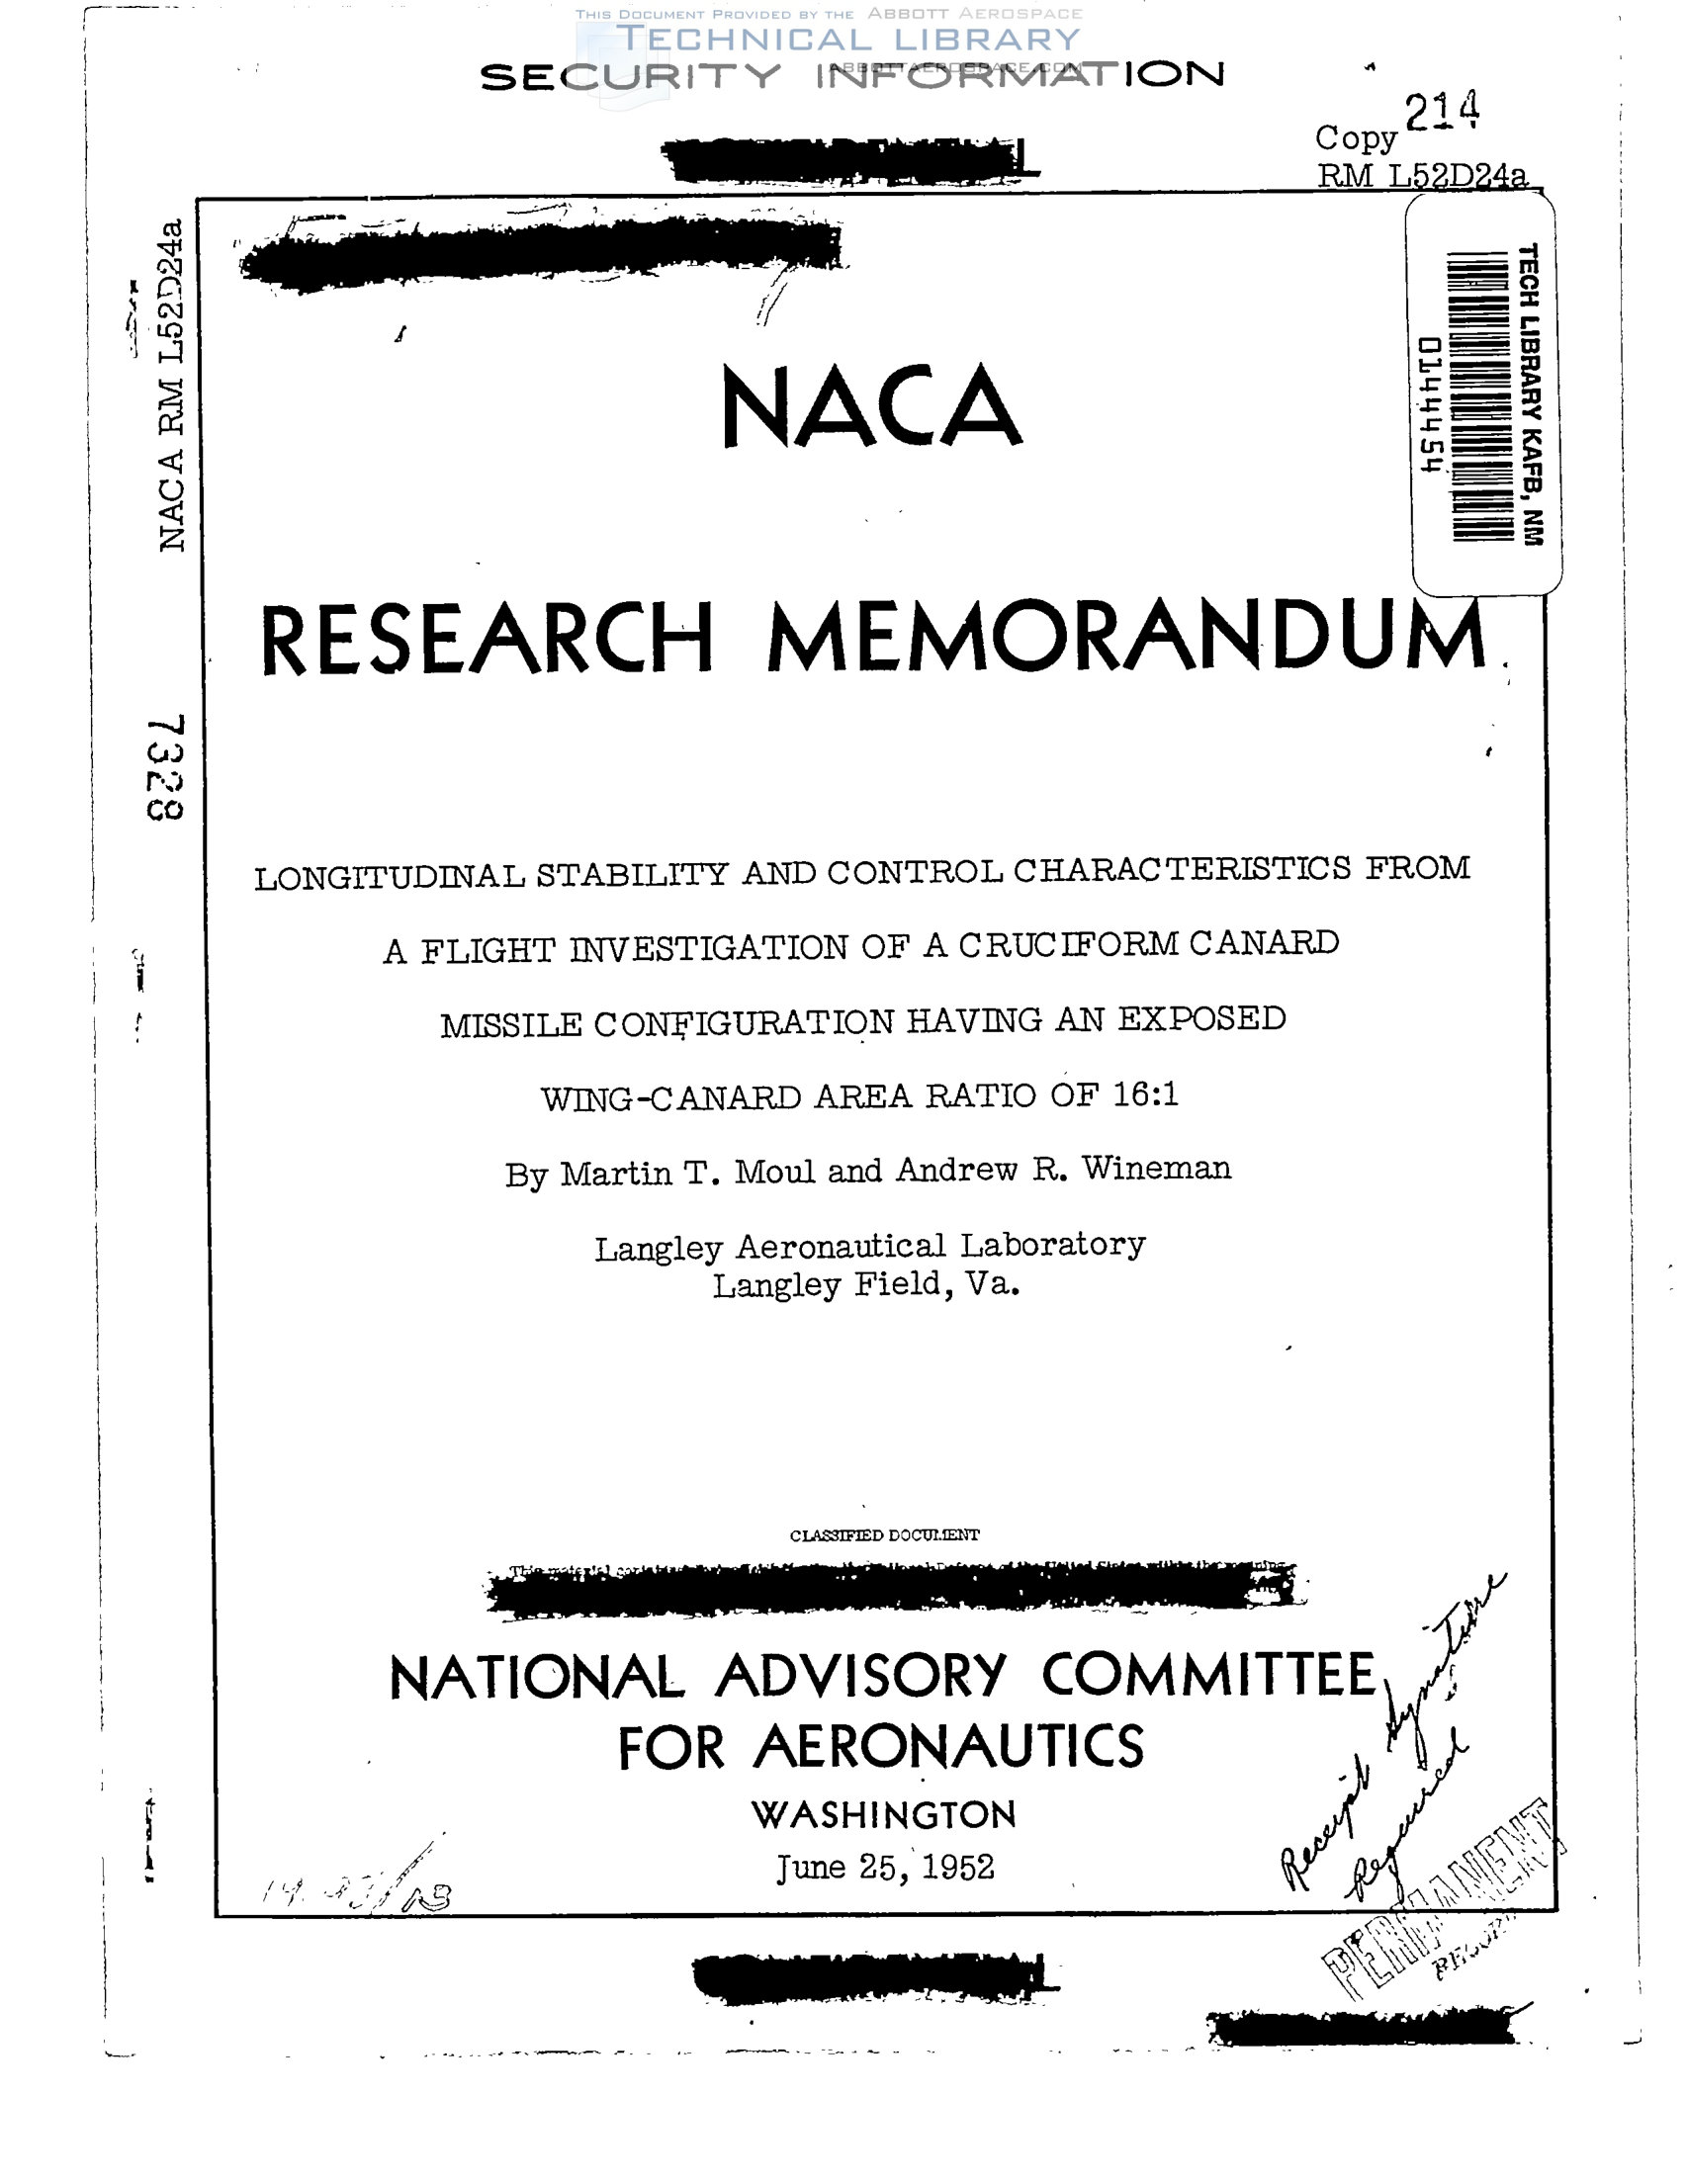 THIS DOCUMENT PROVIDED BY THE ABBOTT AEROSPACE
TECHNICAL LIBRARY
ABBOTTAEROSPACE.COM
SECURITY INFORMATION
Copy 214
RM L52D24a
NACA RM L52D24a
7328
TECH LIBRARY KAFB, NM
0144454
NACA
RESEARCH MEMORANDUM
LONGITUDINAL STABILITY AND CONTROL CHARACTERISTICS FROM
A FLIGHT INVESTIGATION OF A CRUCIFORM CANARD
MISSILE CONFIGURATION HAVING AN EXPOSED
WING-CANARD AREA RATIO OF 16:1
By Martin T. Moul and Andrew R. Wineman
Langley Aeronautical Laboratory
Langley Field, Va.
CLASSIFIED DOCUMENT
NATIONAL ADVISORY COMMITTEE
FOR AERONAUTICS
WASHINGTON
June 25, 1952
Receipt Signature
Required
PERMANENT